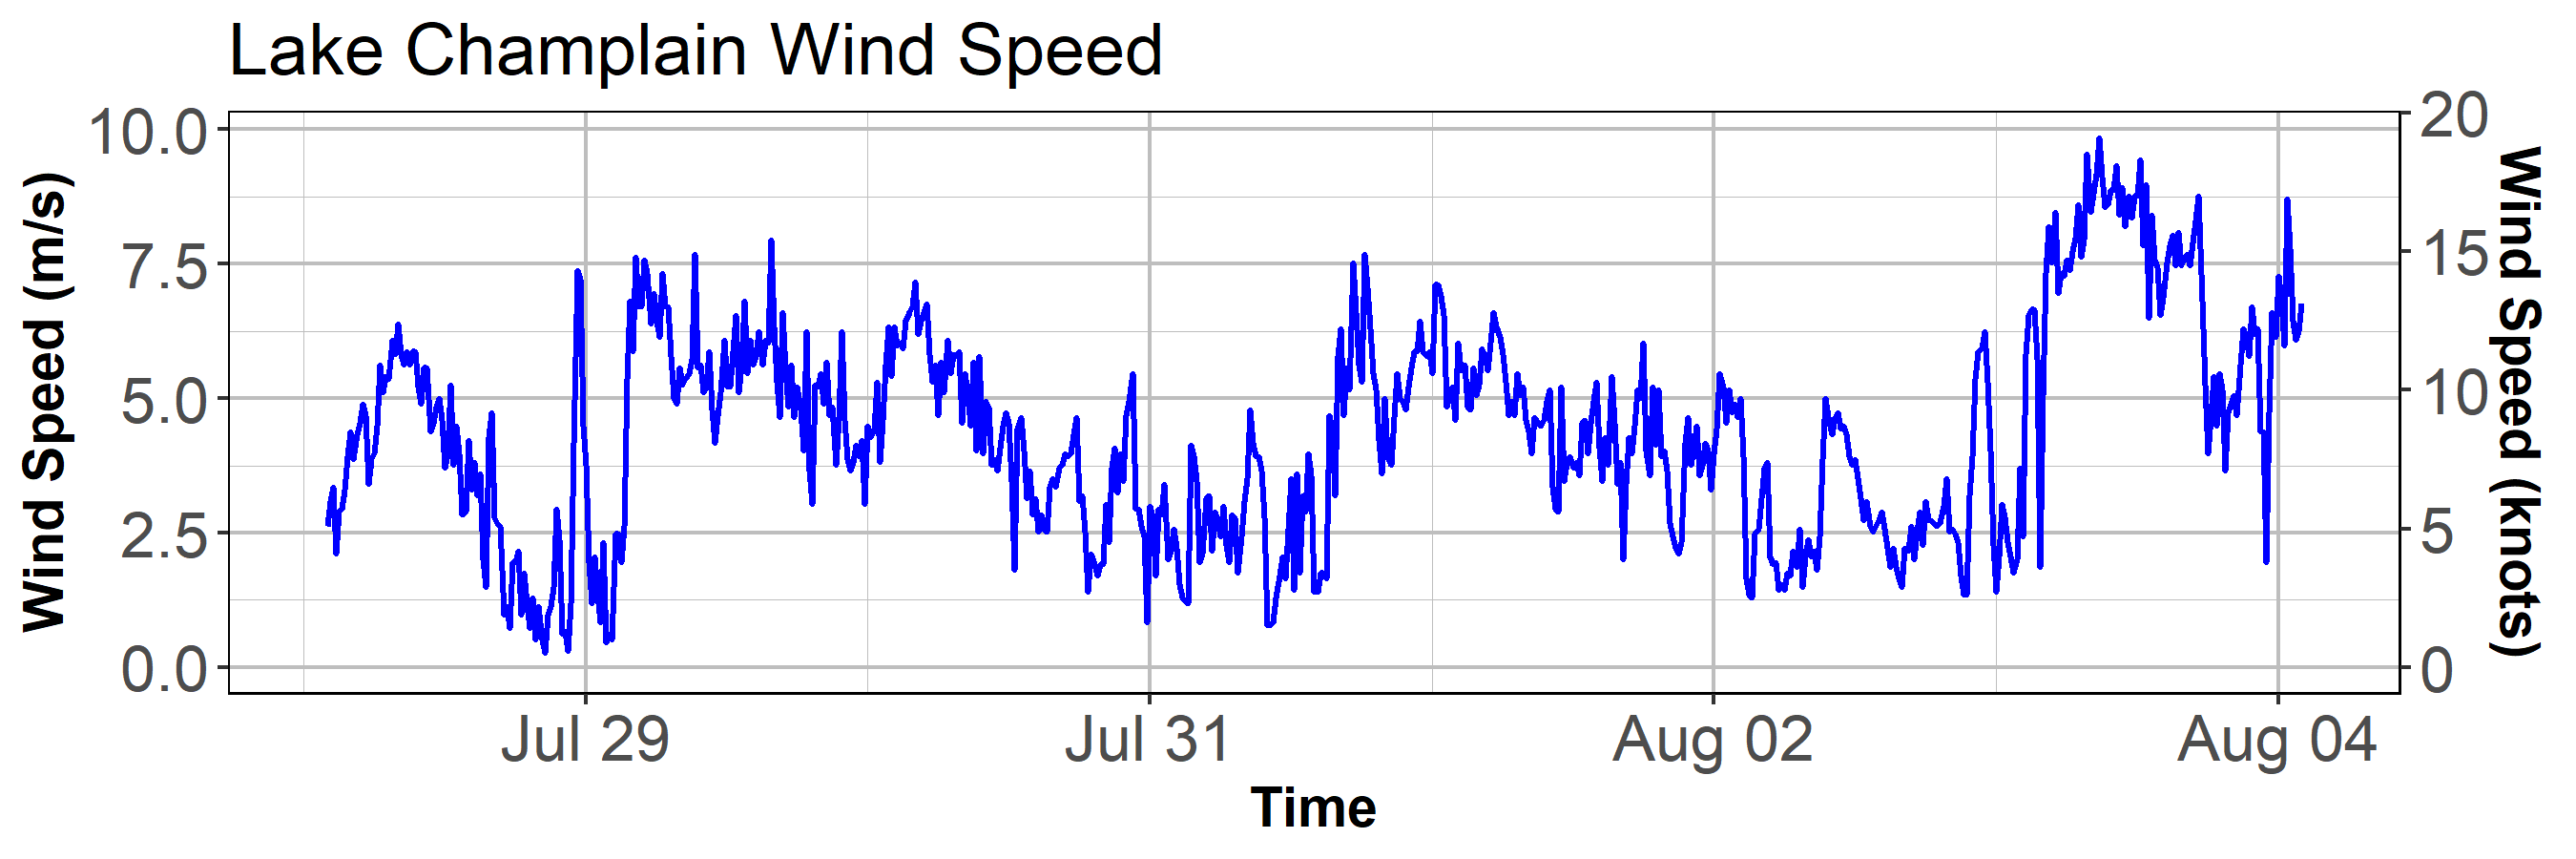 Lake Champlain Wind Speed
10.0
7.5
5.0
2.5
0.0
Wind Speed (m/s)
20
15
10
5
0
Wind Speed (knots)
Jul 29
Jul 31
Aug 02
Aug 04
Time